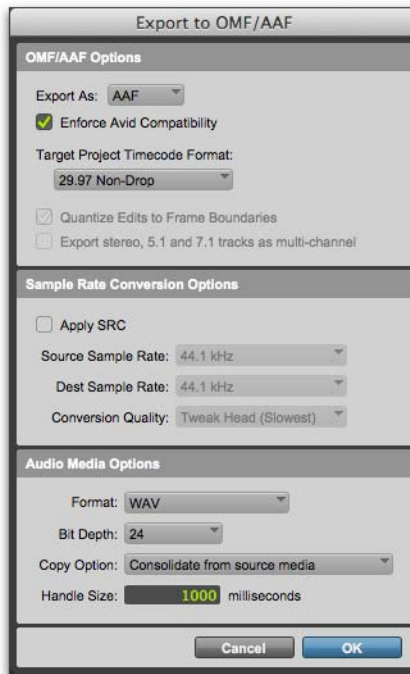 Export to OMF/AAF
OMF/AAF Options
Export As: AAF
Enforce Avid Compatibility
Target Project Timecode Format:
29.97 Non-Drop
Quantize Edits to Frame Boundaries
Export stereo, 5.1 and 7.1 tracks as multi-channel
Sample Rate Conversion Options
Apply SRC
Source Sample Rate: 44.1 kHz
Dest Sample Rate: 44.1 kHz
Conversion Quality: Tweak Head (Slowest)
Audio Media Options
Format: WAV
Bit Depth: 24
Copy Option: Consolidate from source media
Handle Size: 1000 milliseconds
Cancel OK